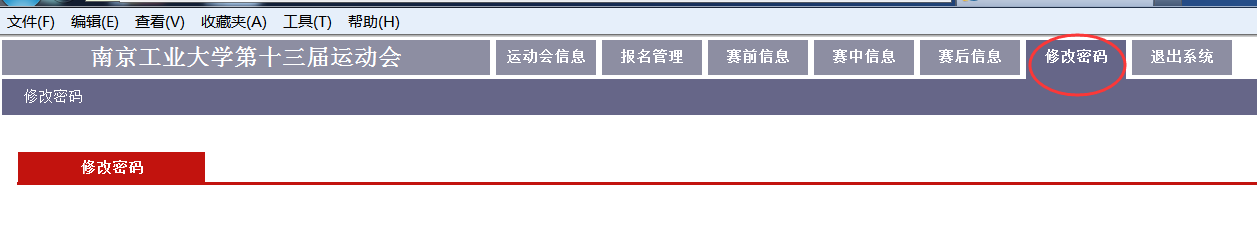 文件(F) 编辑(E) 查看(V) 收藏夹(A) 工具(T) 帮助(H)
南京工业大学第十三届运动会 运动会信息 报名管理 赛前信息 赛中信息 赛后信息 修改密码 退出系统
修改密码
修改密码